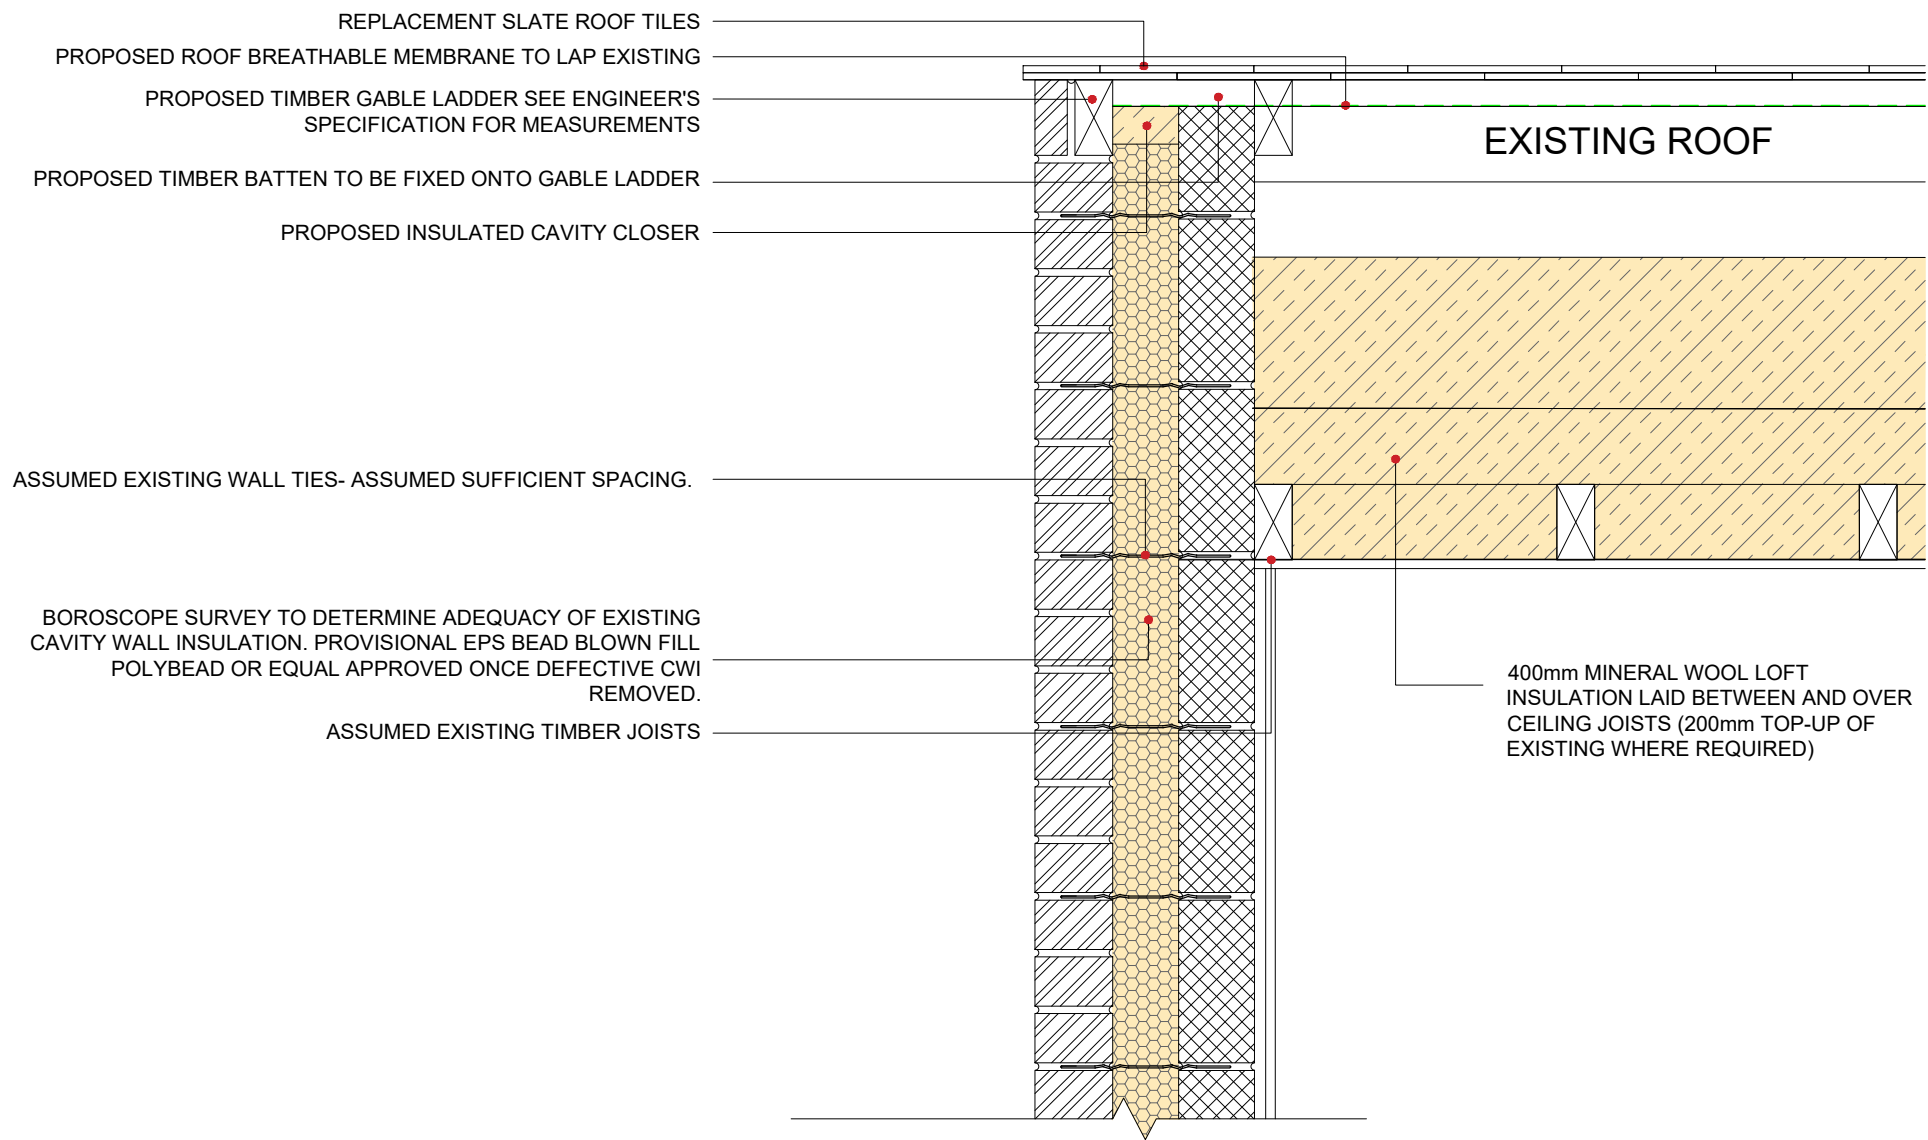 REPLACEMENT SLATE ROOF TILES
PROPOSED ROOF BREATHABLE MEMBRANE TO LAP EXISTING
PROPOSED TIMBER GABLE LADDER SEE ENGINEER'S
SPECIFICATION FOR MEASUREMENTS
EXISTING ROOF
PROPOSED TIMBER BATTEN TO BE FIXED ONTO GABLE LADDER
PROPOSED INSULATED CAVITY CLOSER
ASSUMED EXISTING WALL TIES- ASSUMED SUFFICIENT SPACING.
BOROSCOPE SURVEY TO DETERMINE ADEQUACY OF EXISTING
CAVITY WALL INSULATION. PROVISIONAL EPS BEAD BLOWN FILL
POLYBEAD OR EQUAL APPROVED ONCE DEFECTIVE CWI
REMOVED.
ASSUMED EXISTING TIMBER JOISTS
400mm MINERAL WOOL LOFT
INSULATION LAID BETWEEN AND OVER
CEILING JOISTS (200mm TOP-UP OF
EXISTING WHERE REQUIRED)